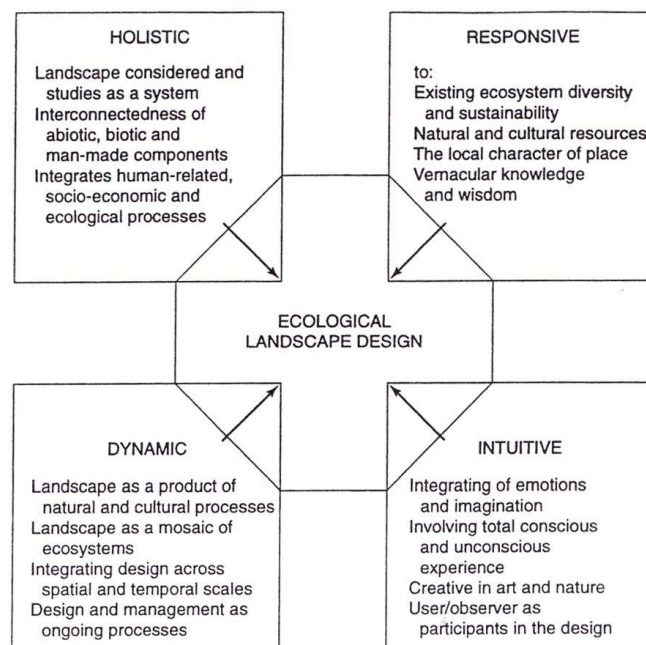 HOLISTIC
Landscape considered and
studies as a system
Interconnectedness of
abiotic, biotic and
man-made components
Integrates human-related,
socio-economic and
ecological processes
RESPONSIVE
to:
Existing ecosystem diversity
and sustainability
Natural and cultural resources
The local character of place
Vernacular knowledge
and wisdom
ECOLOGICAL
LANDSCAPE DESIGN
DYNAMIC
Landscape as a product of
natural and cultural processes
Landscape as a mosaic of
ecosystems
Integrating design across
spatial and temporal scales
Design and management as
ongoing processes
INTUITIVE
Integrating of emotions
and imagination
Involving total conscious
and unconscious
experience
Creative in art and nature
User/observer as
participants in the design